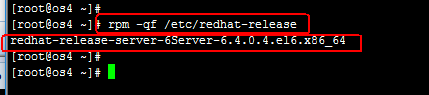 [root@os4 ~]#
[root@os4 ~]# rpm -qf /etc/redhat-release
redhat-release-server-6Server-6.4.0.4.el6.x86_64
[root@os4 ~]#
[root@os4 ~]#